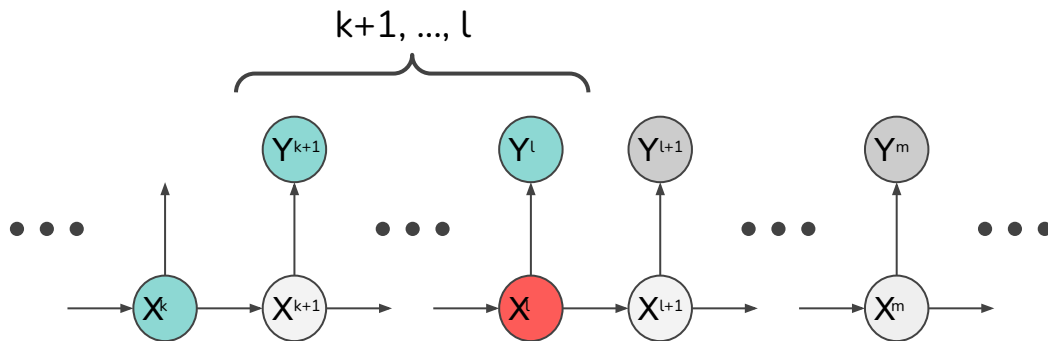 k+1, ..., l
Yᵏ⁺¹ Yˡ Yˡ⁺¹ Yᵐ
Xᵏ Xᵏ⁺¹ Xˡ Xˡ⁺¹ Xᵐ